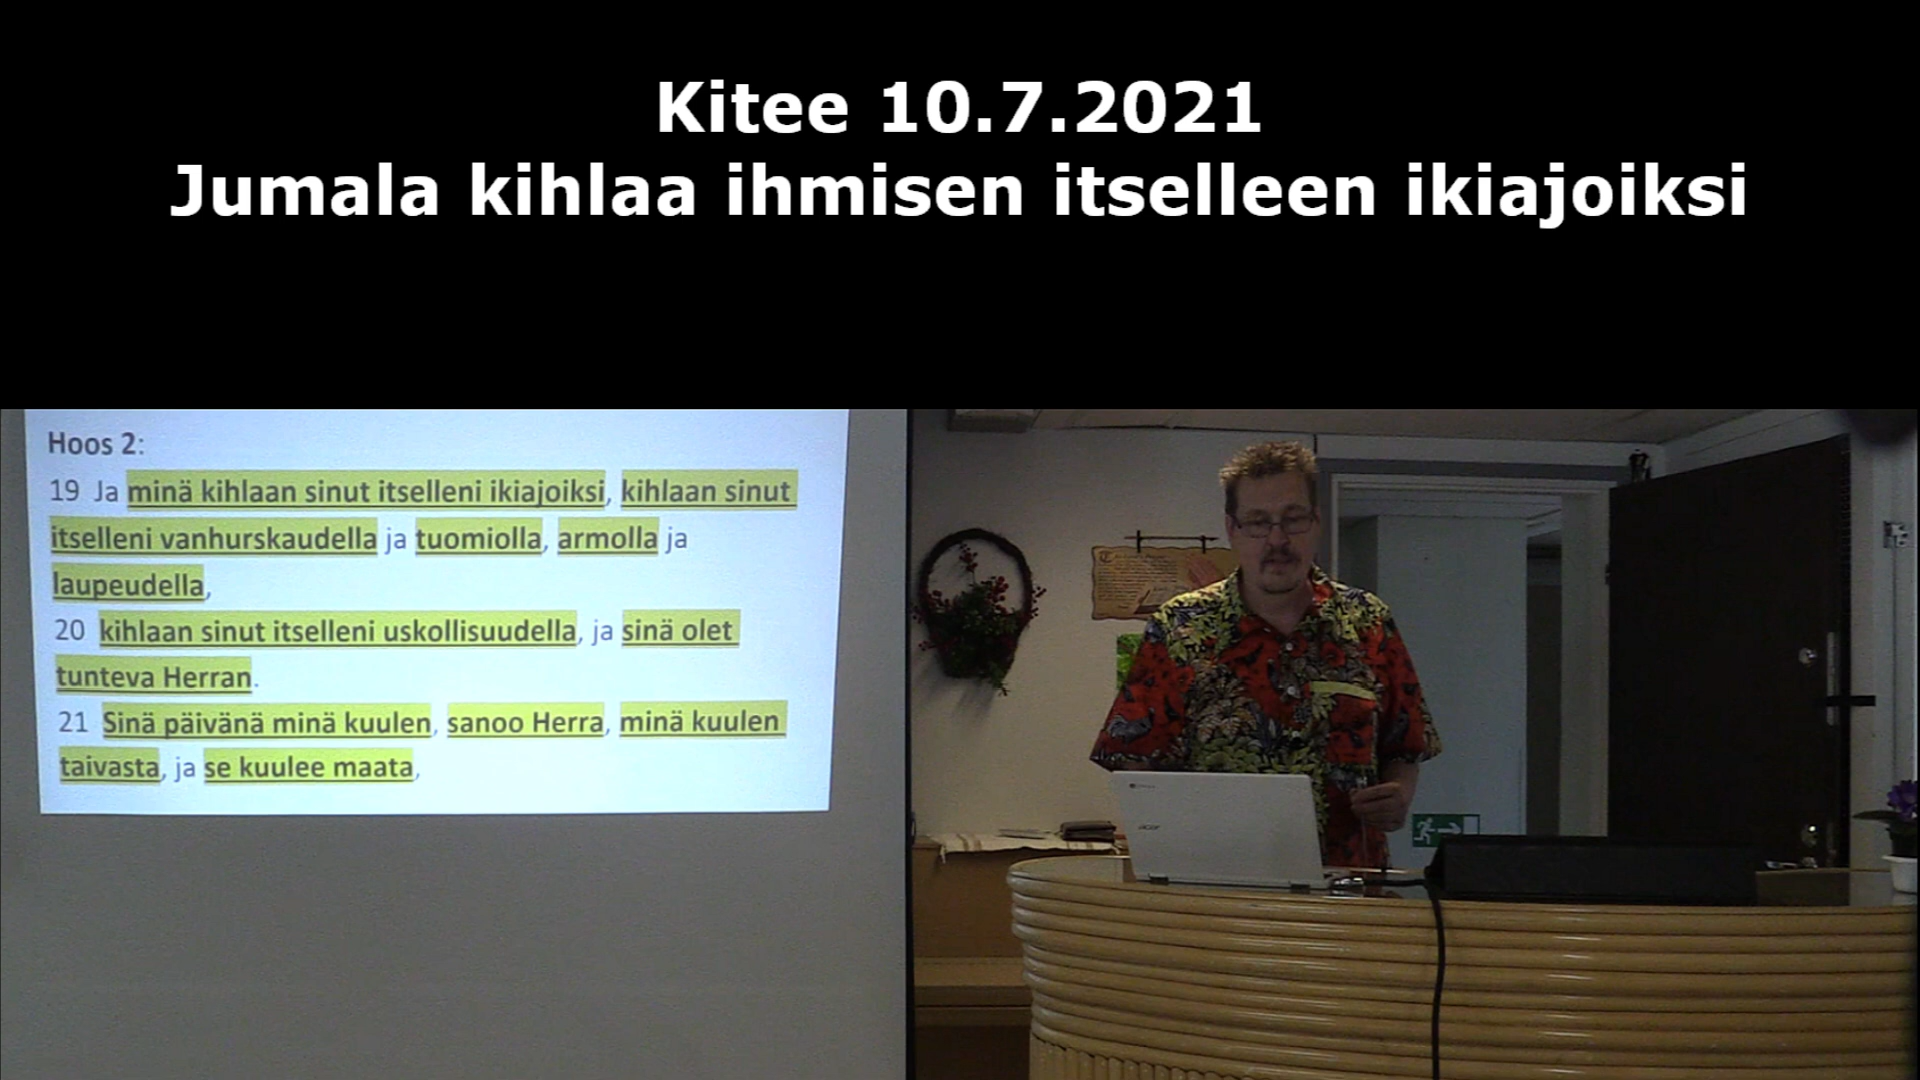 Kitee 10.7.2021
Jumala kihlaa ihmisen itselleen ikiajoiksi
Hoos 2:
19 Ja minä kihlaan sinut itselleni ikiajoiksi, kihlaan sinut
itselleni vanhurskaudella ja tuomiolla, armolla ja
laupeudella,
20 kihlaan sinut itselleni uskollisuudella, ja sinä olet
tunteva Herran.
21 Sinä päivänä minä kuulen, sanoo Herra, minä kuulen
taivasta, ja se kuulee maata,
acer